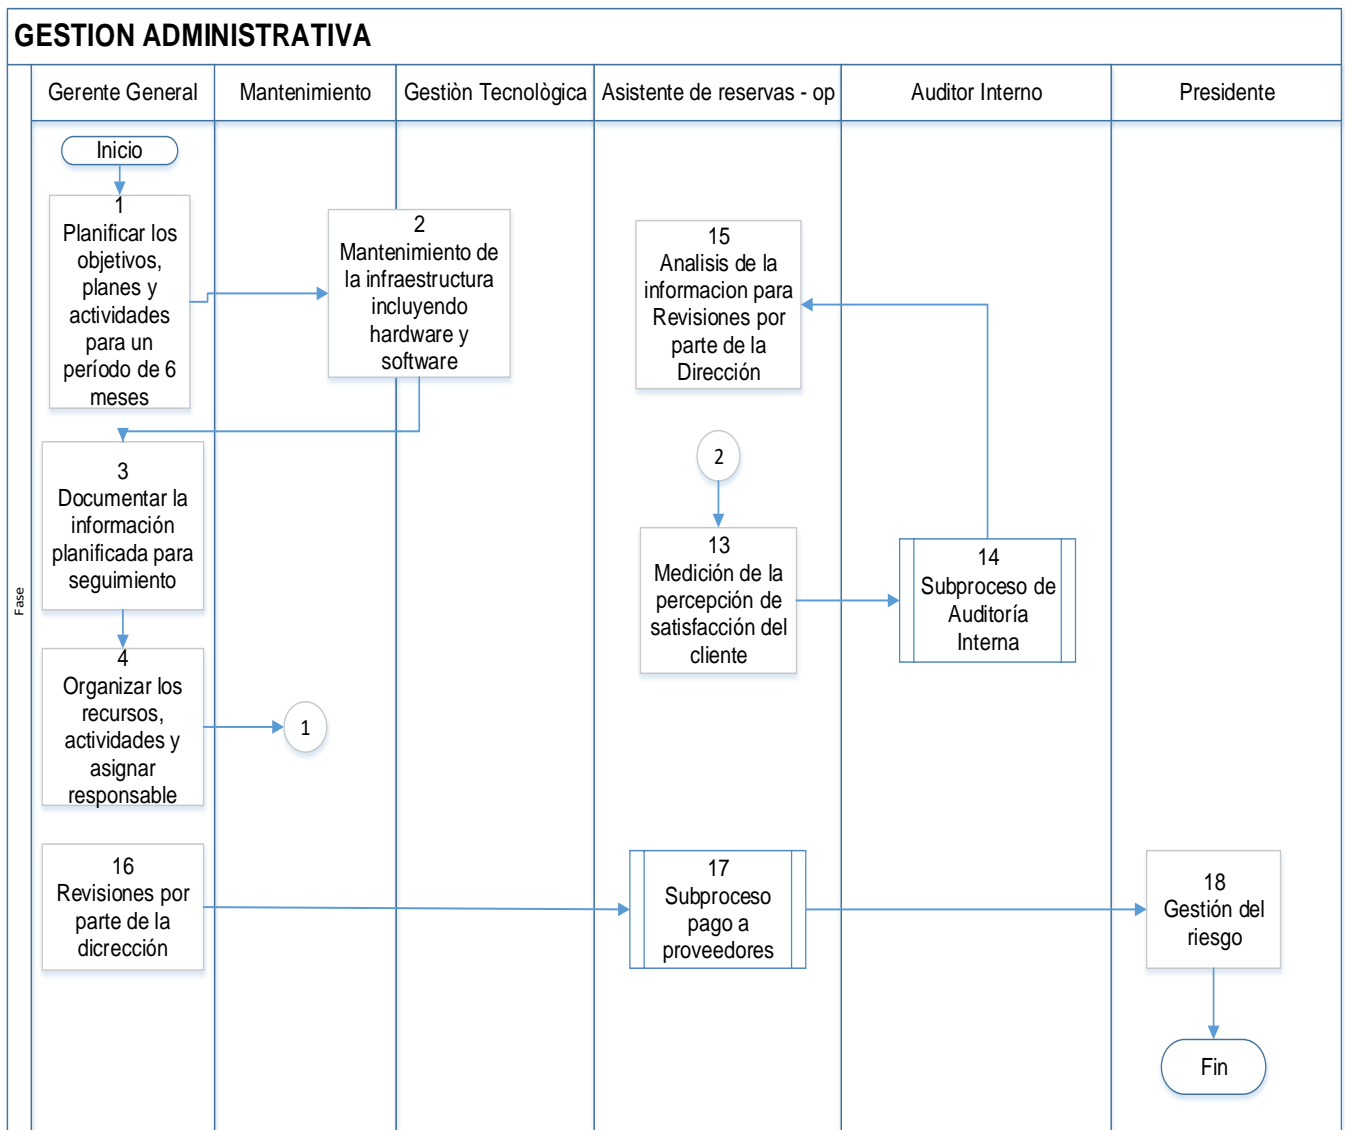 GESTION ADMINISTRATIVA
Gerente General
Mantenimiento
Gestiòn Tecnològica
Asistente de reservas - op
Auditor Interno
Presidente
Fase
Inicio
1
Planificar los
objetivos,
planes y
actividades
para un
período de 6
meses
2
Mantenimiento de
la infraestructura
incluyendo
hardware y
software
15
Analisis de la
informacion para
Revisiones por
parte de la
Dirección
3
Documentar la
información
planificada para
seguimiento
2
13
Medición de la
percepción de
satisfacción del
cliente
14
Subproceso de
Auditoría
Interna
4
Organizar los
recursos,
actividades y
asignar
responsable
1
16
Revisiones por
parte de la
dicrección
17
Subproceso
pago a
proveedores
18
Gestión del
riesgo
Fin